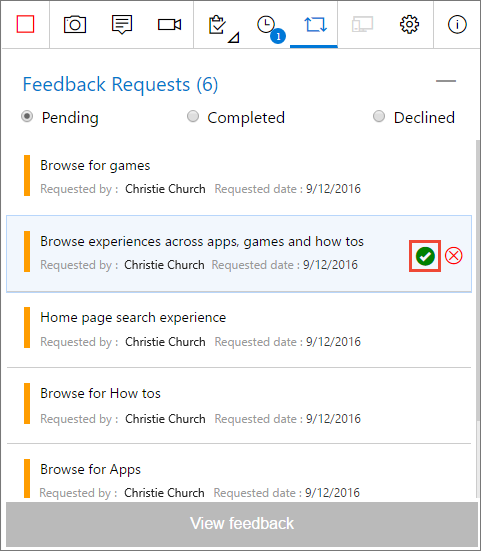 1
Feedback Requests (6)
Pending Completed Declined
Browse for games
Requested by : Christie Church Requested date : 9/12/2016
Browse experiences across apps, games and how tos
Requested by : Christie Church Requested date : 9/12/2016
Home page search experience
Requested by : Christie Church Requested date : 9/12/2016
Browse for How tos
Requested by : Christie Church Requested date : 9/12/2016
Browse for Apps
Requested by : Christie Church Requested date : 9/12/2016
View feedback